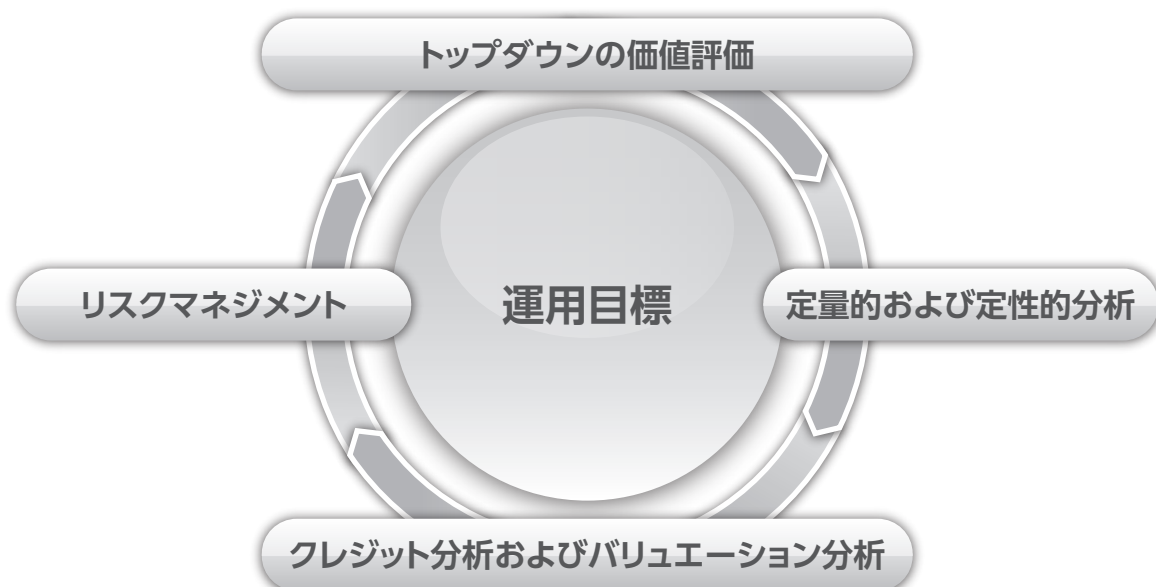 トップダウンの価値評価
リスクマネジメント
運用目標
定量的および定性的分析
クレジット分析およびバリュエーション分析